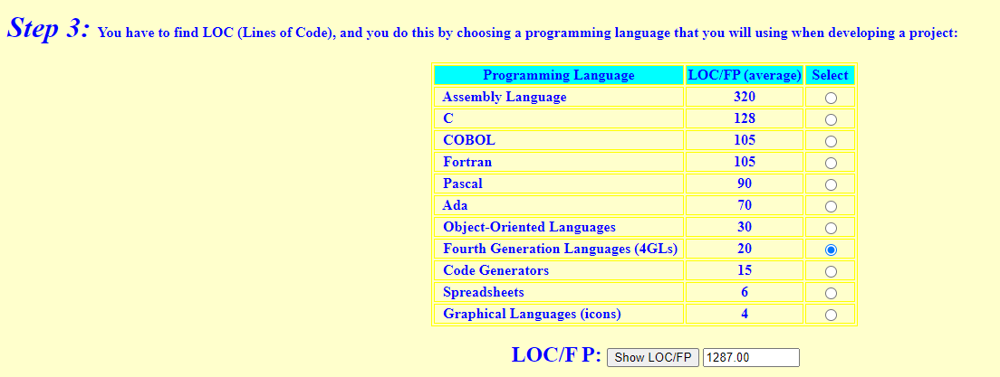 Step 3: You have to find LOC (Lines of Code), and you do this by choosing a programming language that you will using when developing a project:
Programming Language LOC/FP (average) Select
Assembly Language 320
C 128
COBOL 105
Fortran 105
Pascal 90
Ada 70
Object-Oriented Languages 30
Fourth Generation Languages (4GLs) 20
Code Generators 15
Spreadsheets 6
Graphical Languages (icons) 4
LOC/F P: Show LOC/FP 1287.00